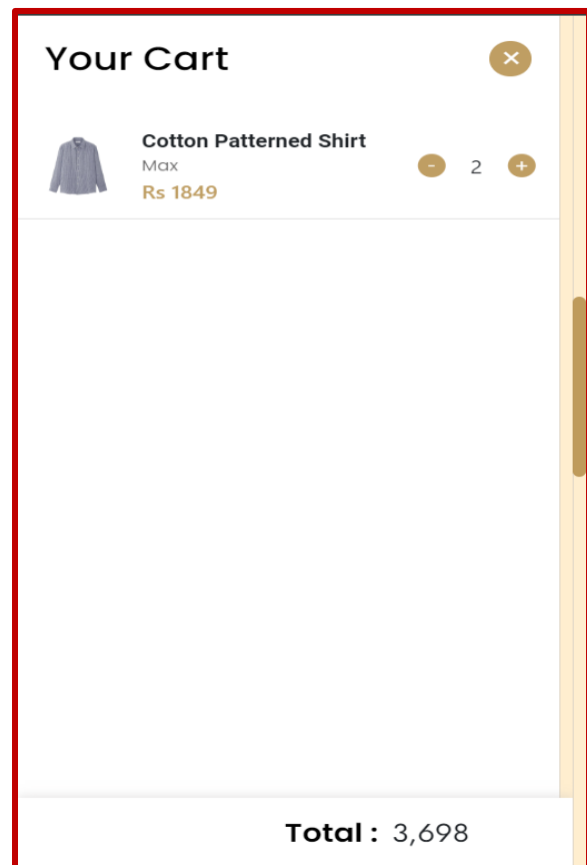 Your Cart
×
Cotton Patterned Shirt
Max
Rs 1849
- 2 +
Total : 3,698